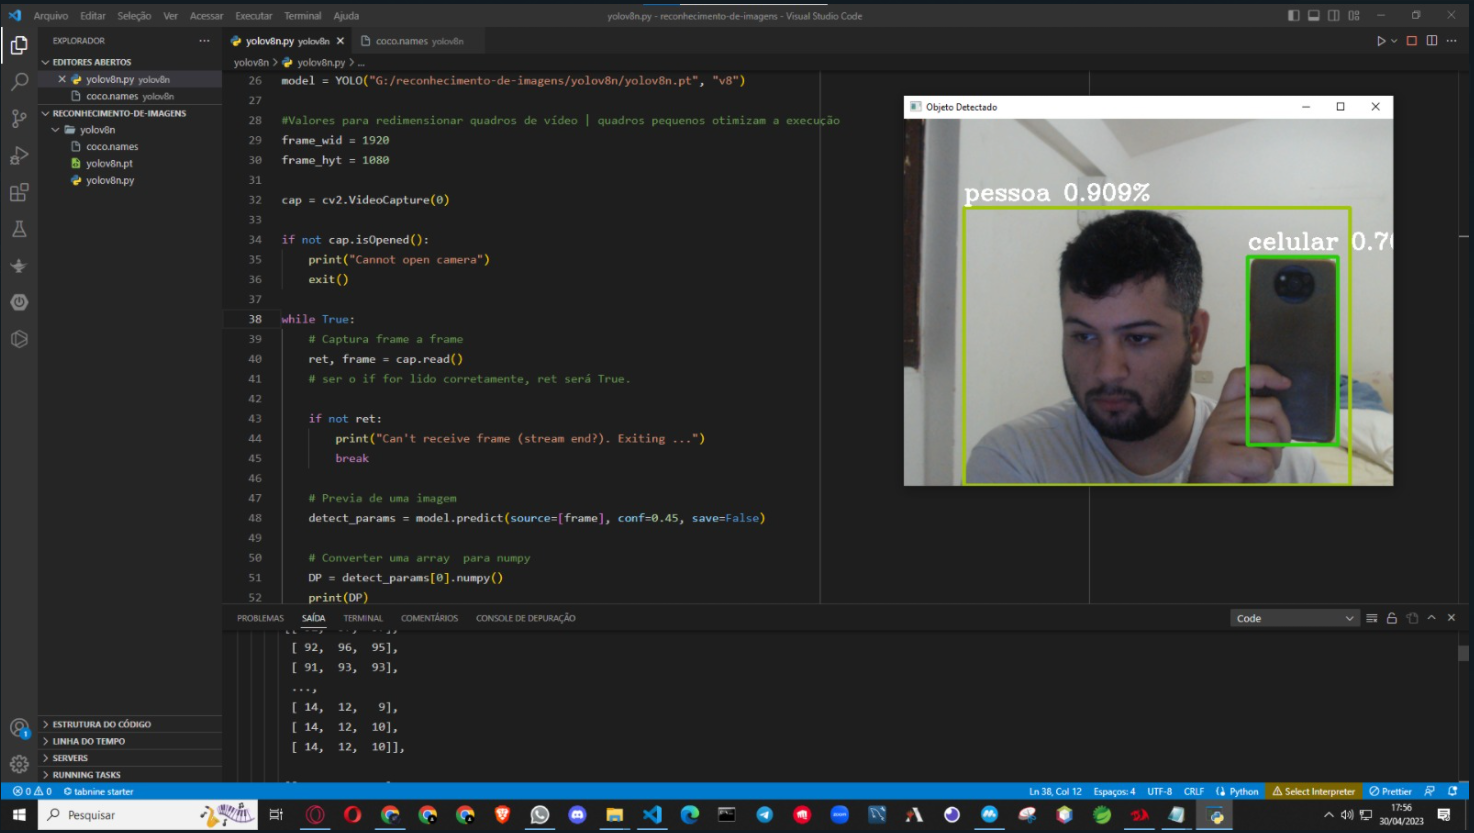 Arquivo Editar Seleção Ver Acessar Executar Terminal Ajuda
yolov8n.py - reconhecimento-de-imagens - Visual Studio Code
EXPLORADOR
EDITORES ABERTOS
yolov8n.py yolov8n
coco.names yolov8n
RECONHECIMENTO-DE-IMAGENS
yolov8n
coco.names
yolov8n.pt
yolov8n.py
ESTRUTURA DO CÓDIGO
LINHA DO TEMPO
SERVERS
RUNNING TASKS
yolov8n.py yolov8n coco.names yolov8n
yolov8n > yolov8n.py > ...
26 model = YOLO("G:/reconhecimento-de-imagens/yolov8n/yolov8n.pt", "v8")
27
28 #Valores para redimensionar quadros de vídeo | quadros pequenos otimizam a execução
29 frame_wid = 1920
30 frame_hyt = 1080
31
32 cap = cv2.VideoCapture(0)
33
34 if not cap.isOpened():
35 print("Cannot open camera")
36 exit()
37
38 while True:
39 # Captura frame a frame
40 ret, frame = cap.read()
41 # ser o if for lido corretamente, ret será True.
42
43 if not ret:
44 print("Can't receive frame (stream end?). Exiting ...")
45 break
46
47 # Previa de uma imagem
48 detect_params = model.predict(source=[frame], conf=0.45, save=False)
49
50 # Converter uma array  para numpy
51 DP = detect_params[0].numpy()
52 print(DP)
Objeto Detectado
pessoa 0.909%
celular 0.7
PROBLEMAS SAÍDA TERMINAL COMENTÁRIOS CONSOLE DE DEPURAÇÃO
Code
[ 92, 96, 95],
[ 91, 93, 93],
...,
[ 14, 12, 9],
[ 14, 12, 10],
[ 14, 12, 10]],
0 0 tabnine starter
Ln 38, Col 12 Espaços: 4 UTF-8 CRLF Python Select Interpreter Prettier
Pesquisar
zoom
17:56
30/04/2023